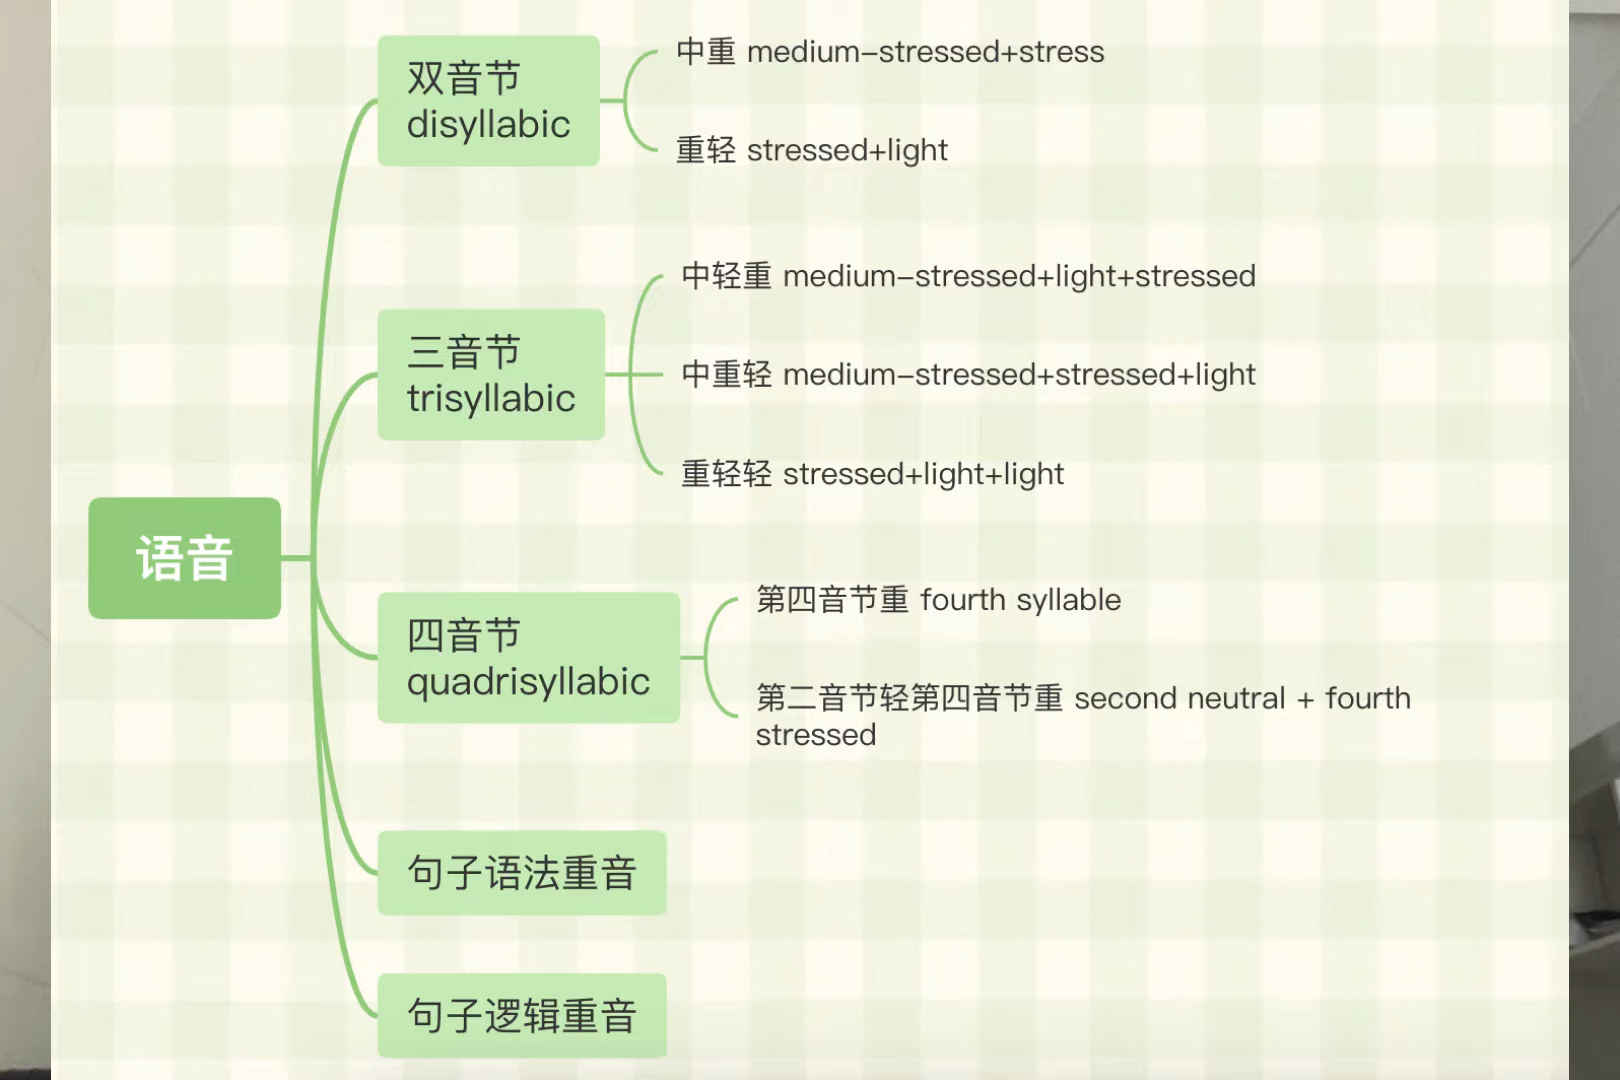 双音节
disyllabic
中重 medium-stressed+stress
重轻 stressed+light
三音节
trisyllabic
中轻重 medium-stressed+light+stressed
中重轻 medium-stressed+stressed+light
重轻轻 stressed+light+light
语音
四音节
quadrisyllabic
第四音节重 fourth syllable
第二音节轻第四音节重 second neutral + fourth
stressed
句子语法重音
句子逻辑重音